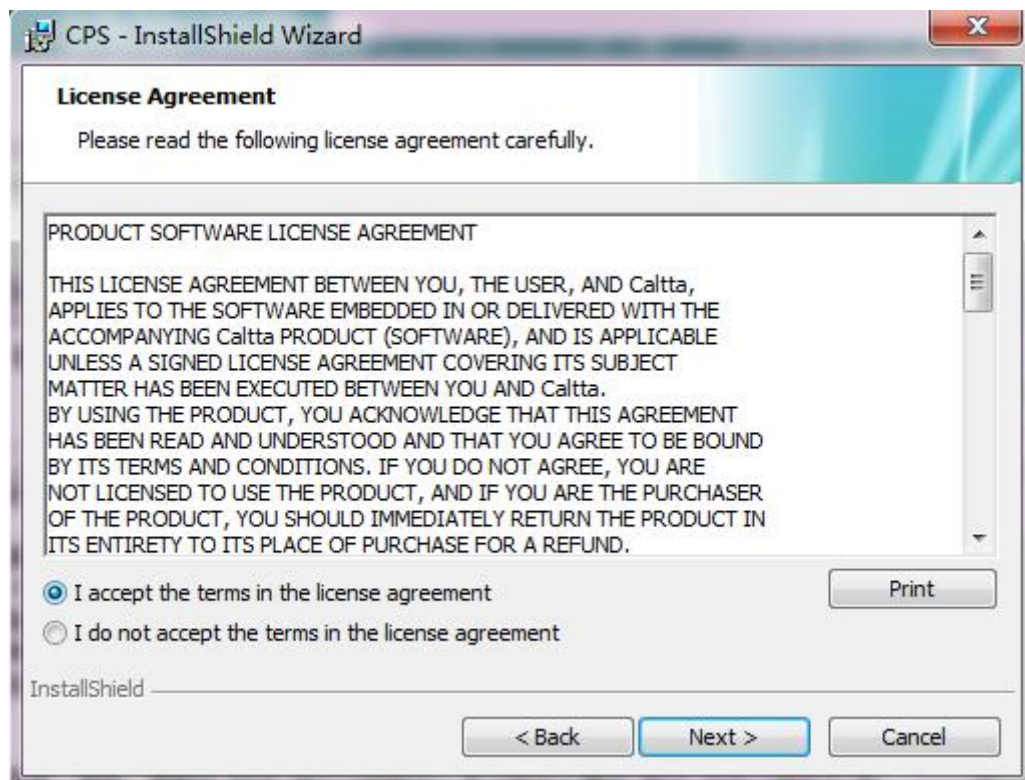 CPS - InstallShield Wizard
License Agreement
Please read the following license agreement carefully.
PRODUCT SOFTWARE LICENSE AGREEMENT
THIS LICENSE AGREEMENT BETWEEN YOU, THE USER, AND Caltta,
APPLIES TO THE SOFTWARE EMBEDDED IN OR DELIVERED WITH THE
ACCOMPANYING Caltta PRODUCT (SOFTWARE), AND IS APPLICABLE
UNLESS A SIGNED LICENSE AGREEMENT COVERING ITS SUBJECT
MATTER HAS BEEN EXECUTED BETWEEN YOU AND Caltta.
BY USING THE PRODUCT, YOU ACKNOWLEDGE THAT THIS AGREEMENT
HAS BEEN READ AND UNDERSTOOD AND THAT YOU AGREE TO BE BOUND
BY ITS TERMS AND CONDITIONS. IF YOU DO NOT AGREE, YOU ARE
NOT LICENSED TO USE THE PRODUCT, AND IF YOU ARE THE PURCHASER
OF THE PRODUCT, YOU SHOULD IMMEDIATELY RETURN THE PRODUCT IN
ITS ENTIRETY TO ITS PLACE OF PURCHASE FOR A REFUND.
I accept the terms in the license agreement
Print
I do not accept the terms in the license agreement
InstallShield
< Back
Next >
Cancel